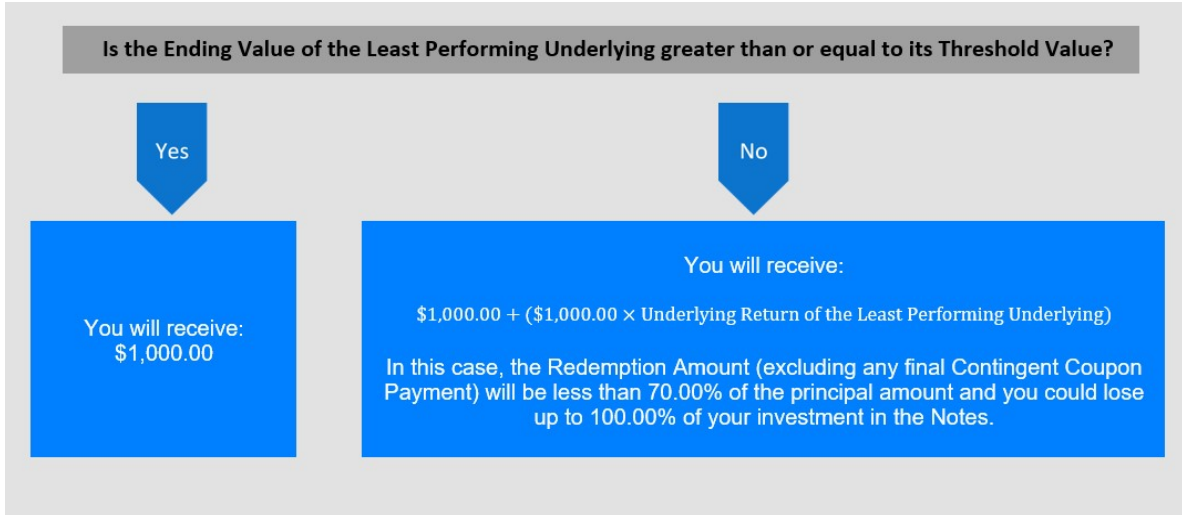 Is the Ending Value of the Least Performing Underlying greater than or equal to its Threshold Value?
Yes
No
You will receive:
$1,000.00
You will receive:
$1,000.00 + ($1,000.00 × Underlying Return of the Least Performing Underlying)
In this case, the Redemption Amount (excluding any final Contingent Coupon
Payment) will be less than 70.00% of the principal amount and you could lose
up to 100.00% of your investment in the Notes.